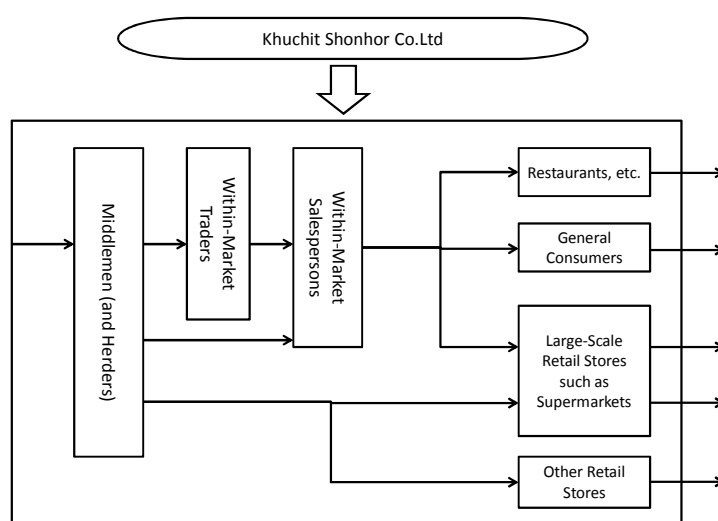 Khuchit Shonhor Co.Ltd
Middlemen (and Herders)
Within-Market
Traders
Within-Market
Salespersons
Restaurants, etc.
General
Consumers
Large-Scale
Retail Stores
such as
Supermarkets
Other Retail
Stores